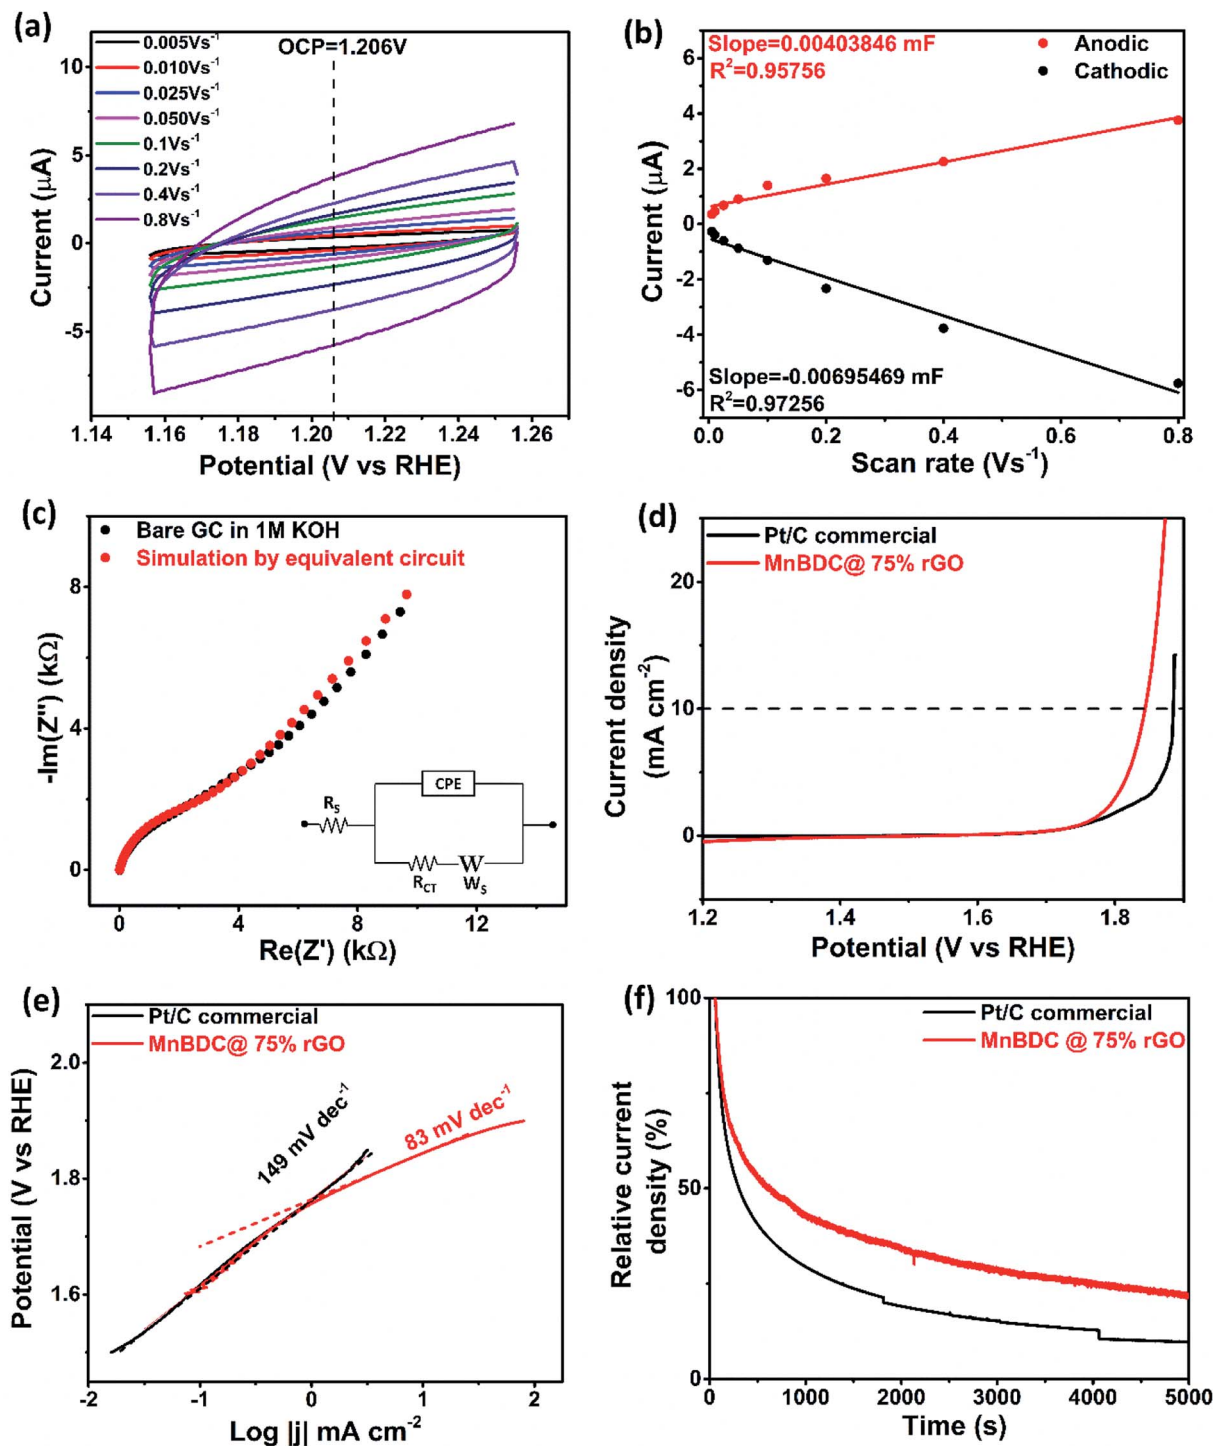 (a)
0.005Vs⁻¹
0.010Vs⁻¹
0.025Vs⁻¹
0.050Vs⁻¹
0.1Vs⁻¹
0.2Vs⁻¹
0.4Vs⁻¹
0.8Vs⁻¹
OCP=1.206V
10
5
0
-5
Current (μA)
1.14 1.16 1.18 1.20 1.22 1.24 1.26
Potential (V vs RHE)
(b)
Slope=0.00403846 mF
R²=0.95756
Anodic
Cathodic
6
4
2
0
-2
-4
-6
Current (μA)
Slope=-0.00695469 mF
R²=0.97256
0.0 0.2 0.4 0.6 0.8
Scan rate (Vs⁻¹)
(c)
Bare GC in 1M KOH
Simulation by equivalent circuit
8
4
0
-Im(Z'') (kΩ)
CPE
R_S
R_CT
W
W_S
0 4 8 12
Re(Z') (kΩ)
(d)
Pt/C commercial
MnBDC@ 75% rGO
20
10
0
Current density
(mA cm⁻²)
1.2 1.4 1.6 1.8
Potential (V vs RHE)
(e)
Pt/C commercial
MnBDC@ 75% rGO
2.0
1.8
1.6
Potential (V vs RHE)
149 mV dec⁻¹
83 mV dec⁻¹
-2 -1 0 1 2
Log |j| mA cm⁻²
(f)
Pt/C commercial
MnBDC @ 75% rGO
100
50
0
Relative current
density (%)
0 1000 2000 3000 4000 5000
Time (s)